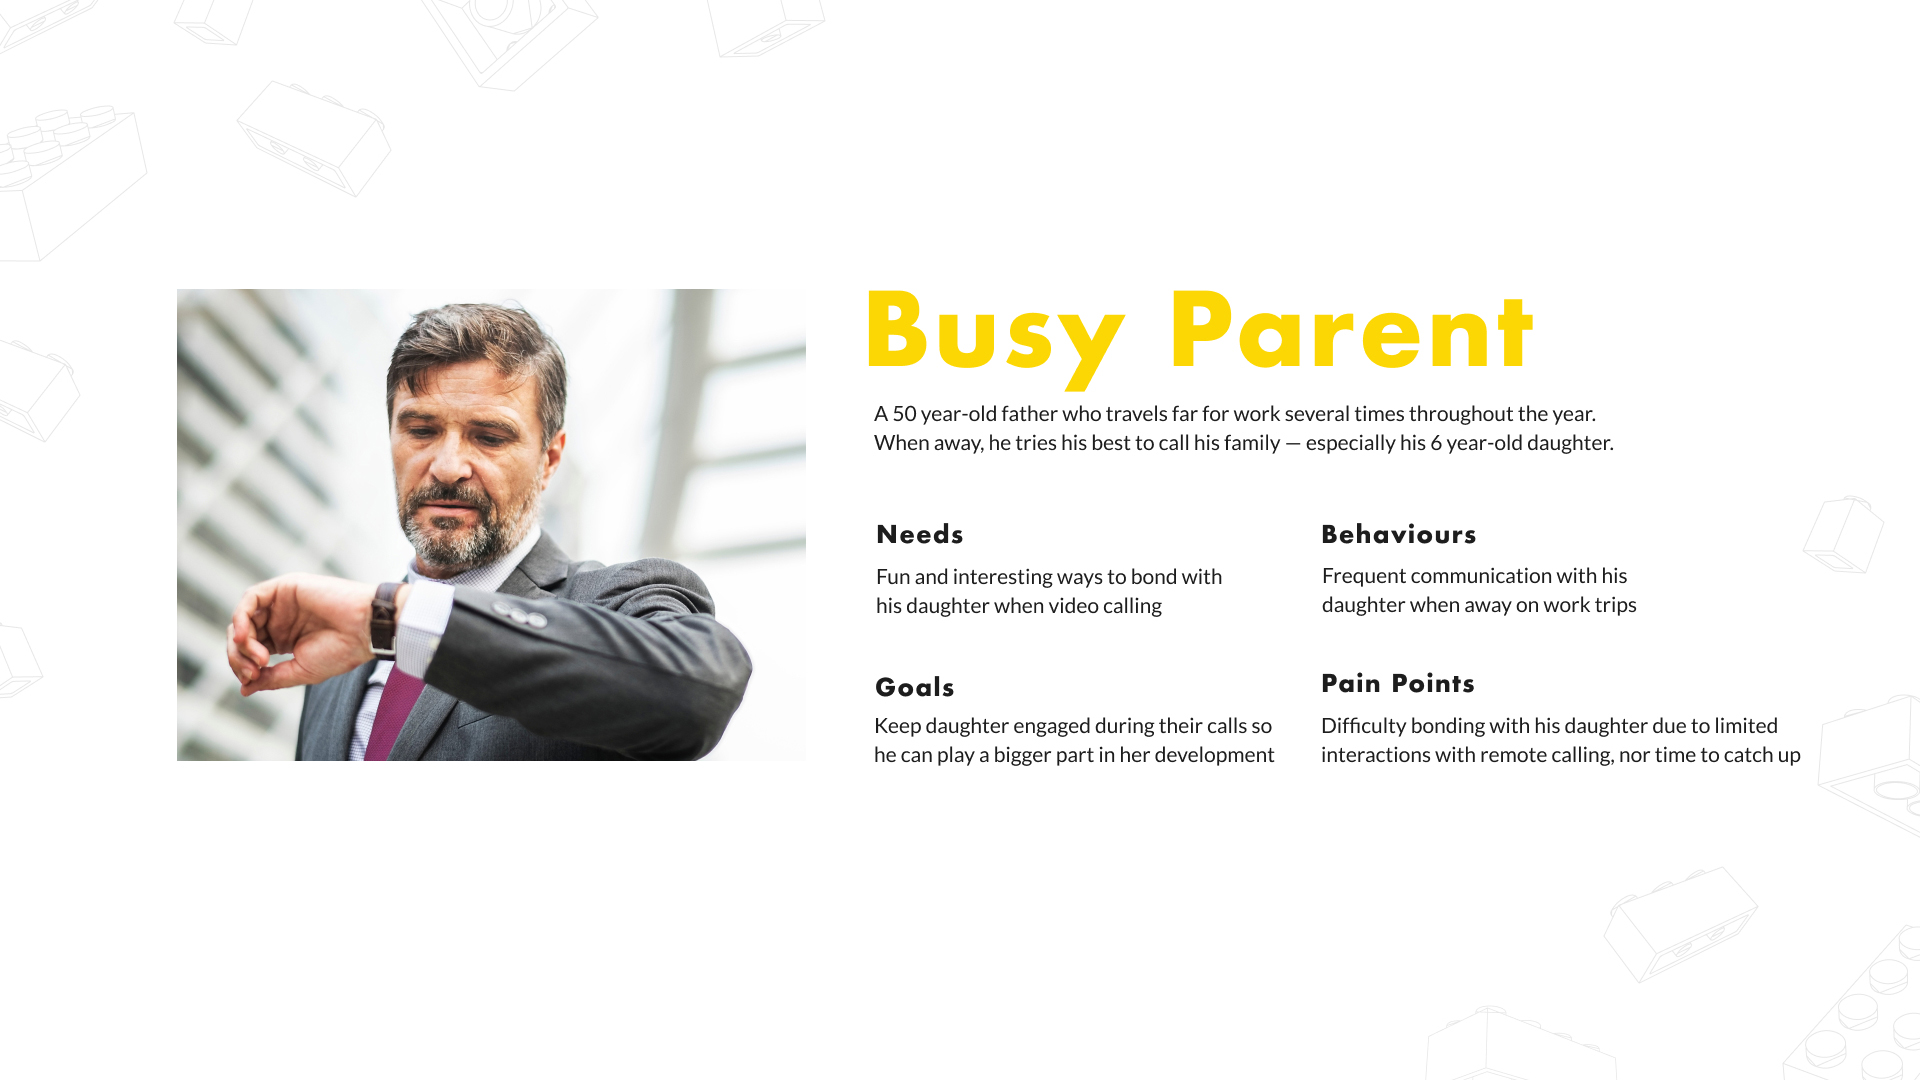 Busy Parent
A 50 year-old father who travels far for work several times throughout the year.
When away, he tries his best to call his family — especially his 6 year-old daughter.
Needs
Fun and interesting ways to bond with
his daughter when video calling
Behaviours
Frequent communication with his
daughter when away on work trips
Goals
Keep daughter engaged during their calls so
he can play a bigger part in her development
Pain Points
Difficulty bonding with his daughter due to limited
interactions with remote calling, nor time to catch up